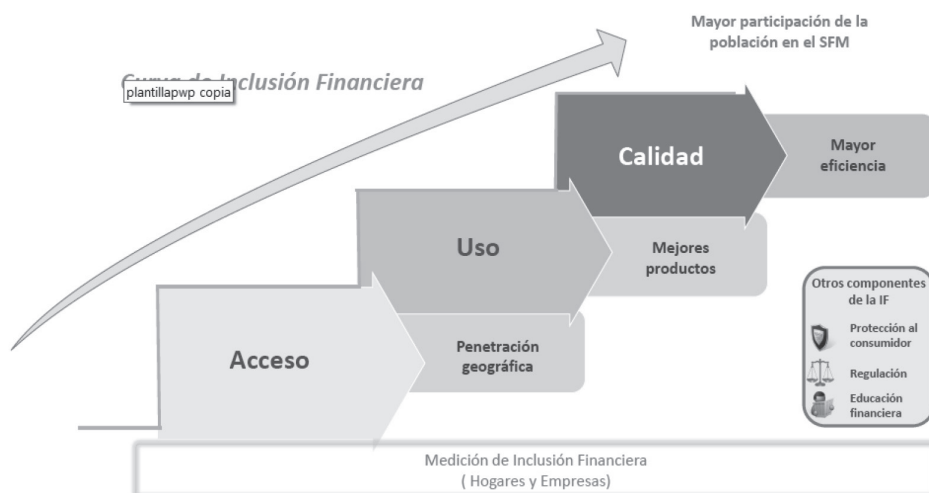 Mayor participación de la
población en el SFM
Curva de Inclusión Financiera
plantillapwp copia
Calidad
Mayor
eficiencia
Uso
Mejores
productos
Acceso
Penetración
geográfica
Otros componentes
de la IF
Protección al
consumidor
Regulación
Educación
financiera
Medición de Inclusión Financiera
( Hogares y Empresas)